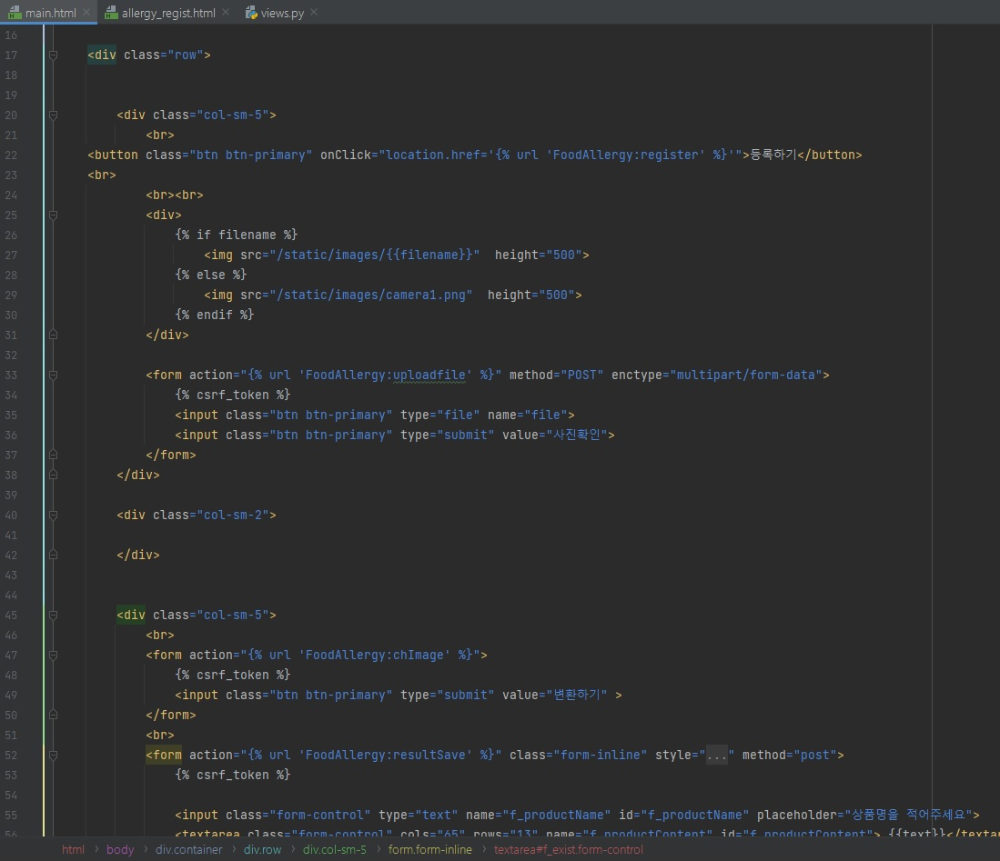 main.html × allergy_regist.html × views.py ×
16
17 <div class="row">
18
19
20 <div class="col-sm-5">
21 <br>
22 <button class="btn btn-primary" onClick="location.href='{% url 'FoodAllergy:register' %}'">등록하기</button>
23 <br>
24 <br><br>
25 <div>
26 {% if filename %}
27 <img src="/static/images/{{filename}}"  height="500">
28 {% else %}
29 <img src="/static/images/camera1.png"  height="500">
30 {% endif %}
31 </div>
32
33 <form action="{% url 'FoodAllergy:uploadfile' %}" method="POST" enctype="multipart/form-data">
34 {% csrf_token %}
35 <input class="btn btn-primary" type="file" name="file">
36 <input class="btn btn-primary" type="submit" value="사진확인">
37 </form>
38 </div>
39
40 <div class="col-sm-2">
41
42 </div>
43
44
45 <div class="col-sm-5">
46 <br>
47 <form action="{% url 'FoodAllergy:chImage' %}">
48 {% csrf_token %}
49 <input class="btn btn-primary" type="submit" value="변환하기" >
50 </form>
51 <br>
52 <form action="{% url 'FoodAllergy:resultSave' %}" class="form-inline" style="..." method="post">
53 {% csrf_token %}
54
55 <input class="form-control" type="text" name="f_productName" id="f_productName" placeholder="상품명을 적어주세요">
56 <textarea class="form-control" cols="65" rows="13" name="f_productContent" id="f_productContent"> {{text}}</textar
html > body > div.container > div.row > div.col-sm-5 > form.form-inline > textarea#f_exist.form-control